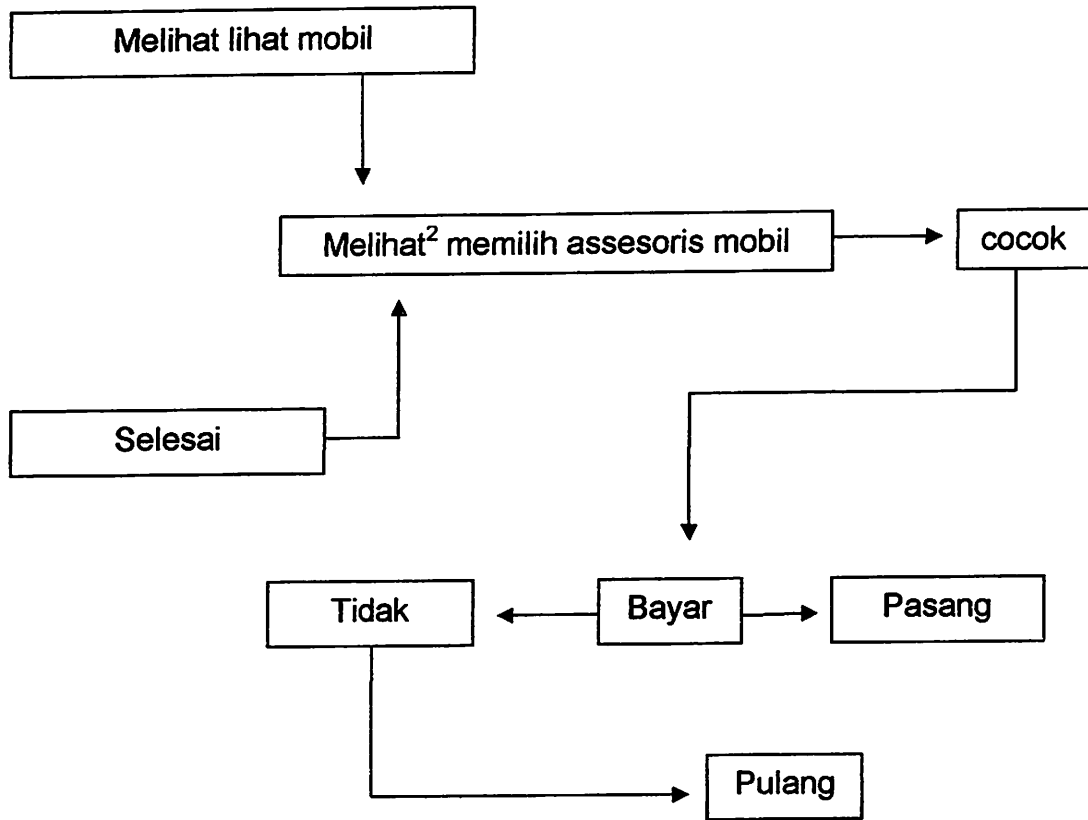 Melihat lihat mobil
Melihat² memilih assesoris mobil
cocok
Selesai
Tidak
Bayar
Pasang
Pulang